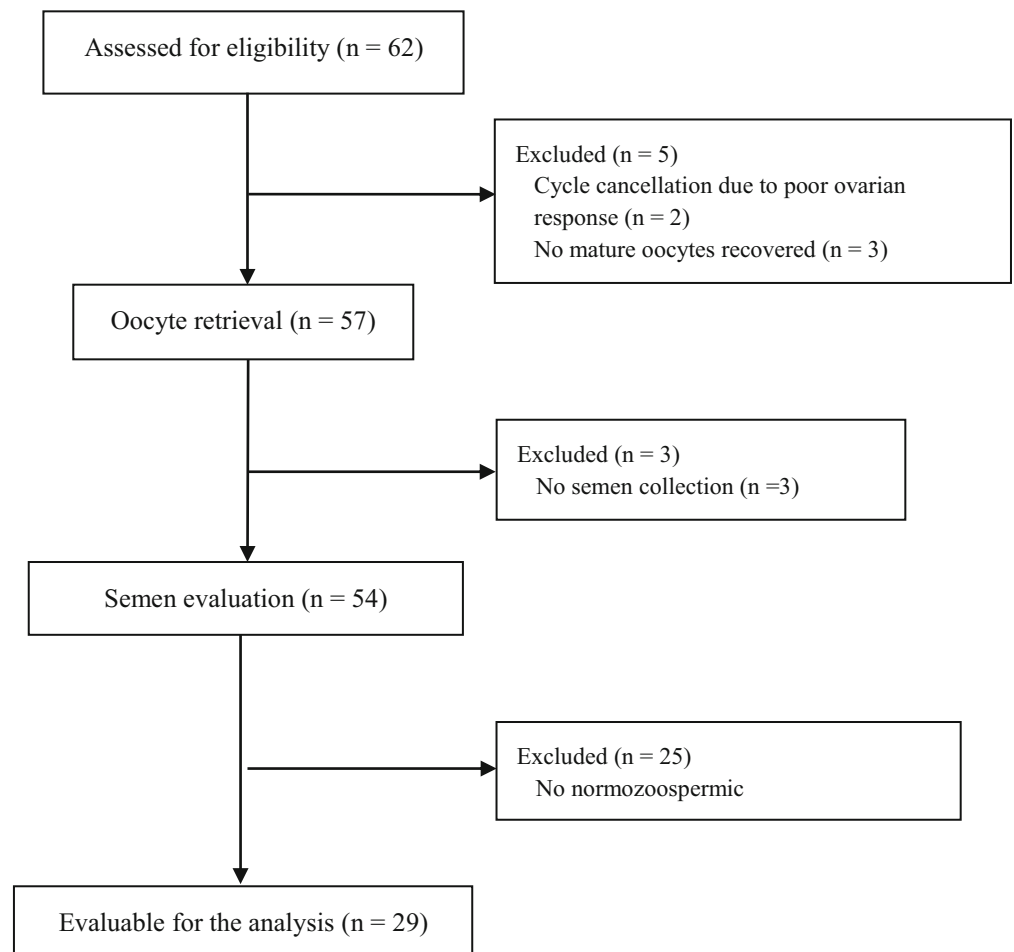 Assessed for eligibility (n = 62)
Excluded (n = 5)
Cycle cancellation due to poor ovarian
response (n = 2)
No mature oocytes recovered (n = 3)
Oocyte retrieval (n = 57)
Excluded (n = 3)
No semen collection (n =3)
Semen evaluation (n = 54)
Excluded (n = 25)
No normozoospermic
Evaluable for the analysis (n = 29)